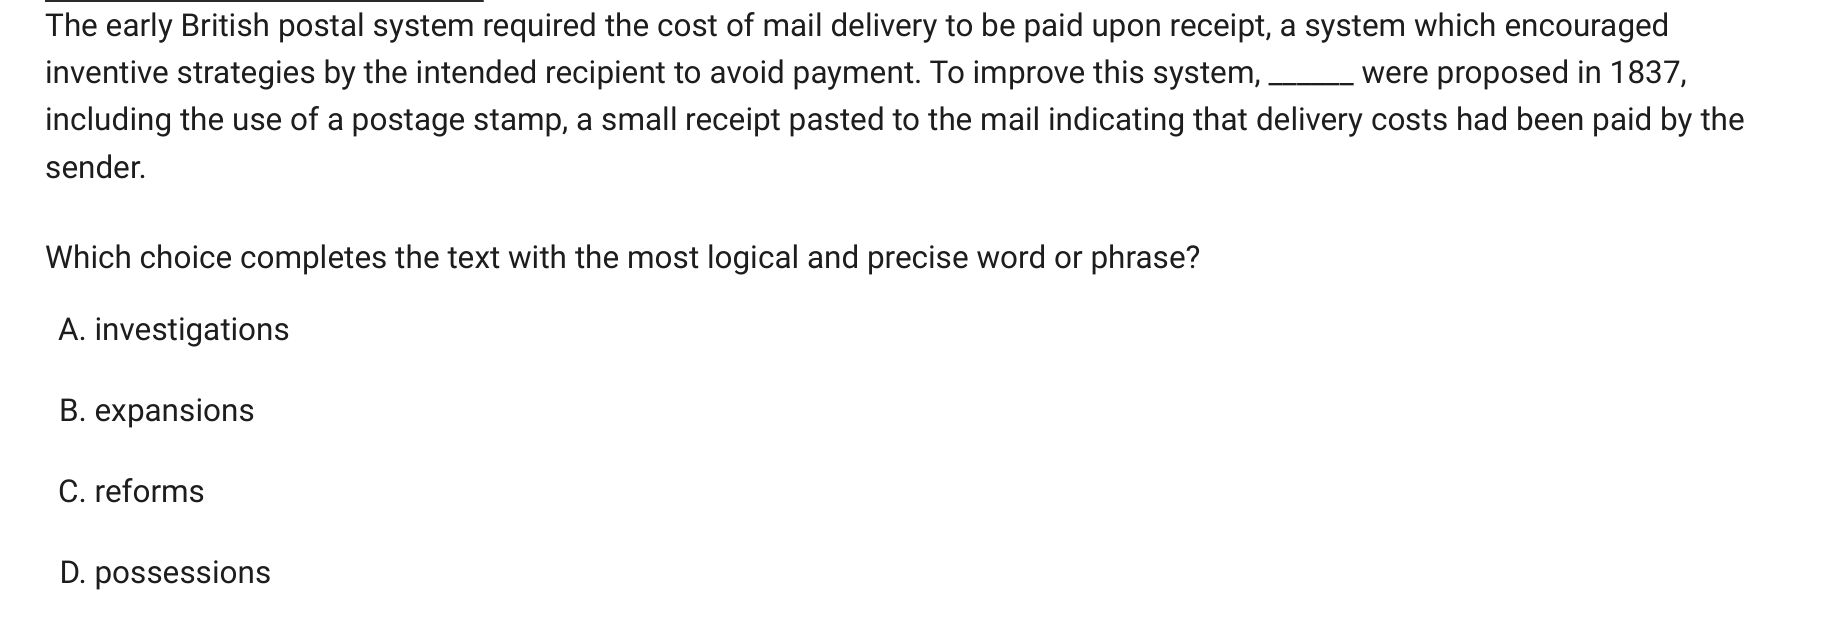 The early British postal system required the cost of mail delivery to be paid upon receipt, a system which encouraged
inventive strategies by the intended recipient to avoid payment. To improve this system, ______ were proposed in 1837,
including the use of a postage stamp, a small receipt pasted to the mail indicating that delivery costs had been paid by the
sender.
Which choice completes the text with the most logical and precise word or phrase?
A. investigations
B. expansions
C. reforms
D. possessions